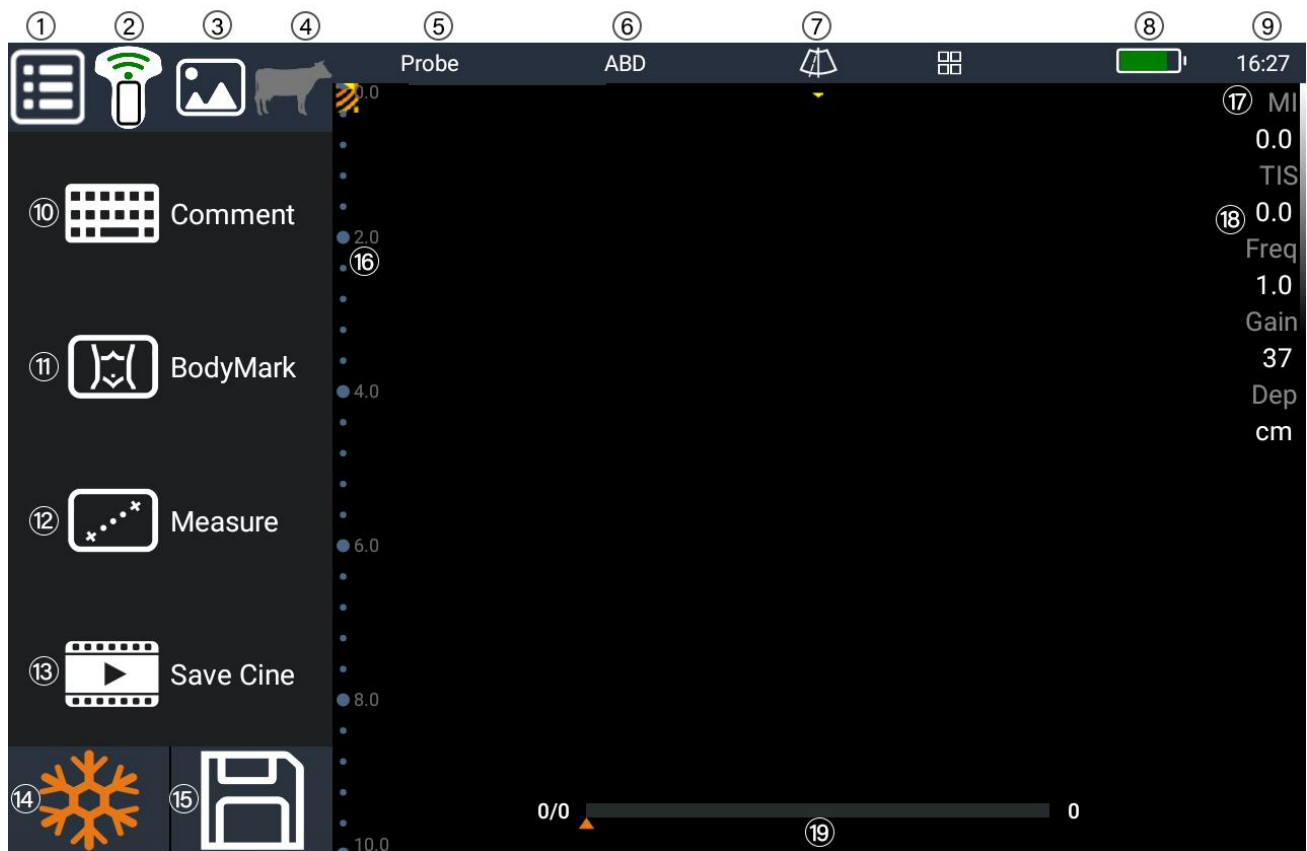 ① ② ③ ④ ⑤ ⑥ ⑦ ⑧ ⑨
Probe ABD 16:27
0.0
⑰ MI
0.0
TIS
⑱ 0.0
Freq
1.0
Gain
37
Dep
cm
⑩ Comment
2.0
⑯
⑪ BodyMark
4.0
⑫ Measure
6.0
⑬ Save Cine
8.0
⑭ ⑮
0/0 0
⑲
10.0